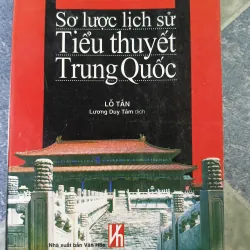 Sơ lược lịch sử
Tiểu thuyết
Trung Quốc
LỖ TẤN
Lương Duy Tâm dịch
Nhà xuất bản Văn Hóa